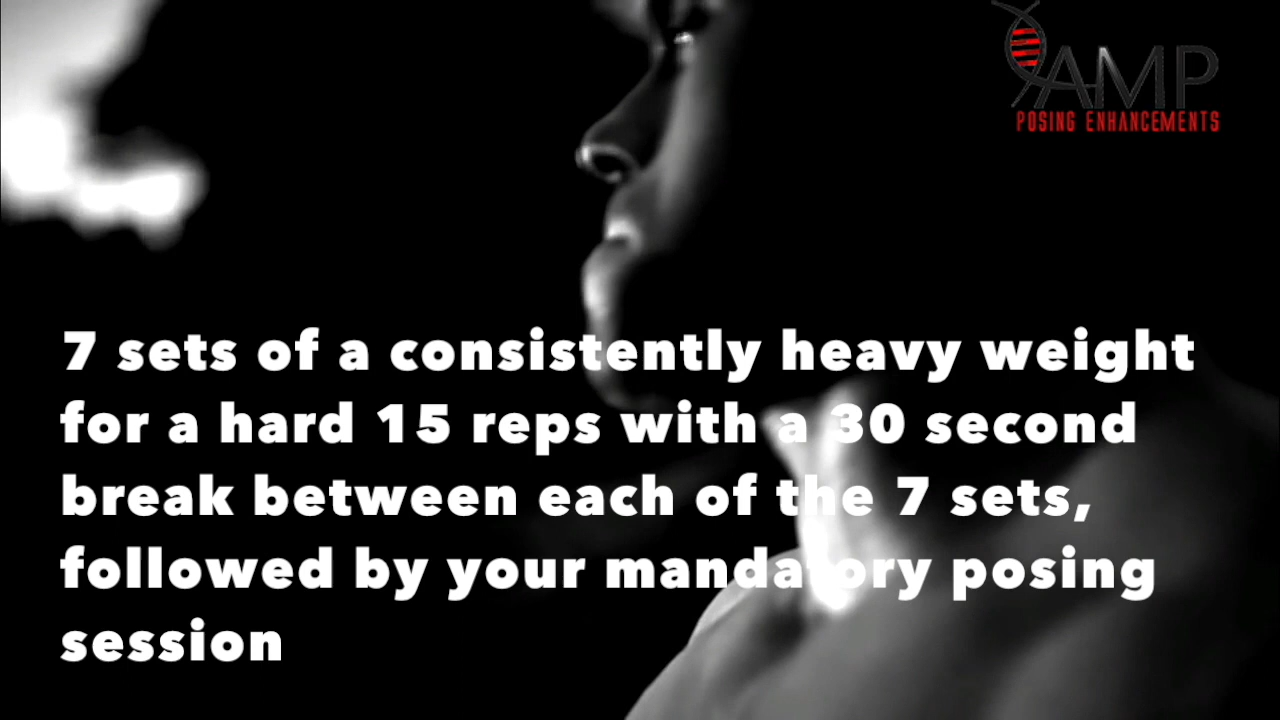 AMP
POSING ENHANCEMENTS
7 sets of a consistently heavy weight
for a hard 15 reps with a 30 second
break between each of the 7 sets,
followed by your mandatory posing
session